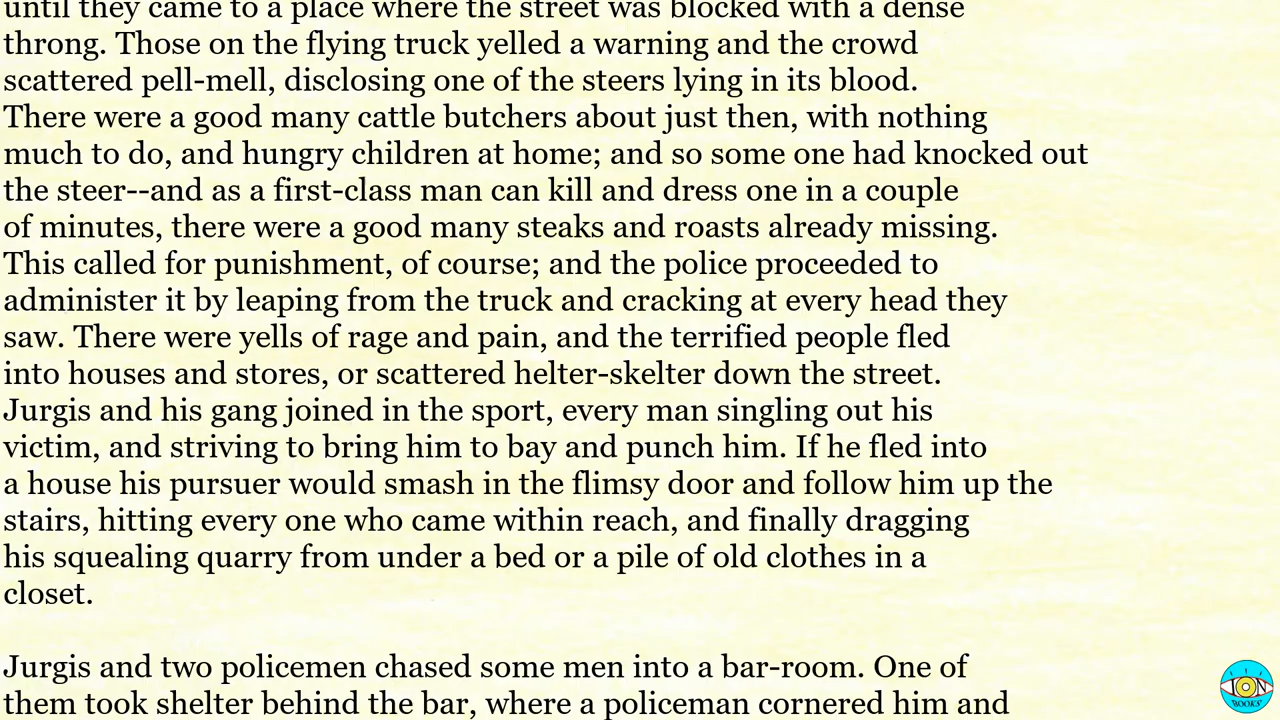 until they came to a place where the street was blocked with a dense
throng. Those on the flying truck yelled a warning and the crowd
scattered pell-mell, disclosing one of the steers lying in its blood.
There were a good many cattle butchers about just then, with nothing
much to do, and hungry children at home; and so some one had knocked out
the steer--and as a first-class man can kill and dress one in a couple
of minutes, there were a good many steaks and roasts already missing.
This called for punishment, of course; and the police proceeded to
administer it by leaping from the truck and cracking at every head they
saw. There were yells of rage and pain, and the terrified people fled
into houses and stores, or scattered helter-skelter down the street.
Jurgis and his gang joined in the sport, every man singling out his
victim, and striving to bring him to bay and punch him. If he fled into
a house his pursuer would smash in the flimsy door and follow him up the
stairs, hitting every one who came within reach, and finally dragging
his squealing quarry from under a bed or a pile of old clothes in a
closet.
Jurgis and two policemen chased some men into a bar-room. One of
them took shelter behind the bar, where a policeman cornered him and
ION
BOOKS